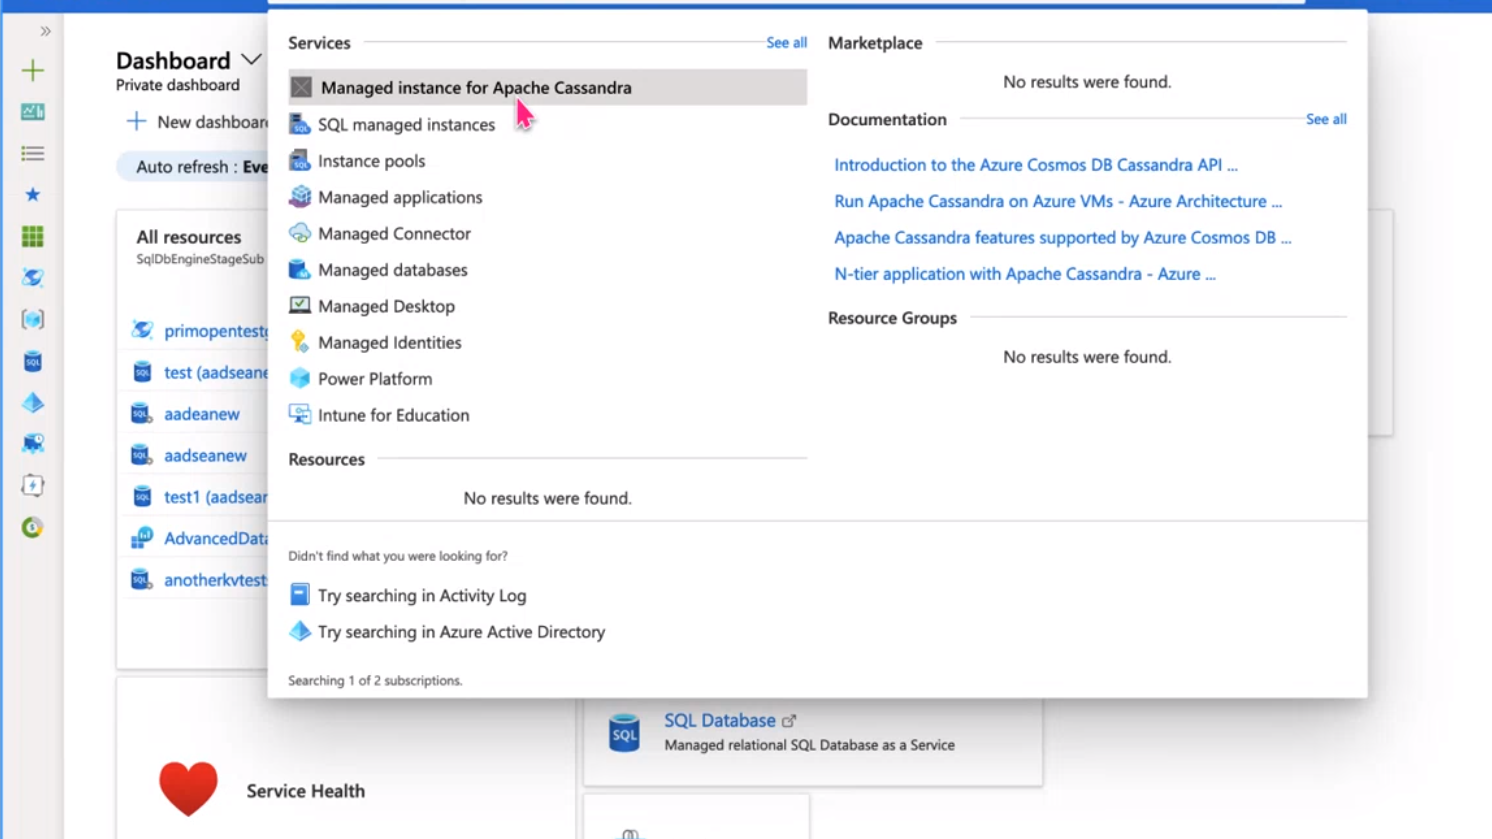 »
Dashboard
Private dashboard
New dashboar
Auto refresh : Eve
All resources
SqlDbEngineStageSub
primopentestc
test (aadseane
aadeanew
aadseanew
test1 (aadsear
AdvancedData
anotherkvtest
Services
See all
Managed instance for Apache Cassandra
SQL managed instances
Instance pools
Managed applications
Managed Connector
Managed databases
Managed Desktop
Managed Identities
Power Platform
Intune for Education
Resources
No results were found.
Marketplace
No results were found.
Documentation
See all
Introduction to the Azure Cosmos DB Cassandra API ...
Run Apache Cassandra on Azure VMs - Azure Architecture ...
Apache Cassandra features supported by Azure Cosmos DB ...
N-tier application with Apache Cassandra - Azure ...
Resource Groups
No results were found.
Didn't find what you were looking for?
Try searching in Activity Log
Try searching in Azure Active Directory
Searching 1 of 2 subscriptions.
Service Health
SQL
SQL Database
Managed relational SQL Database as a Service